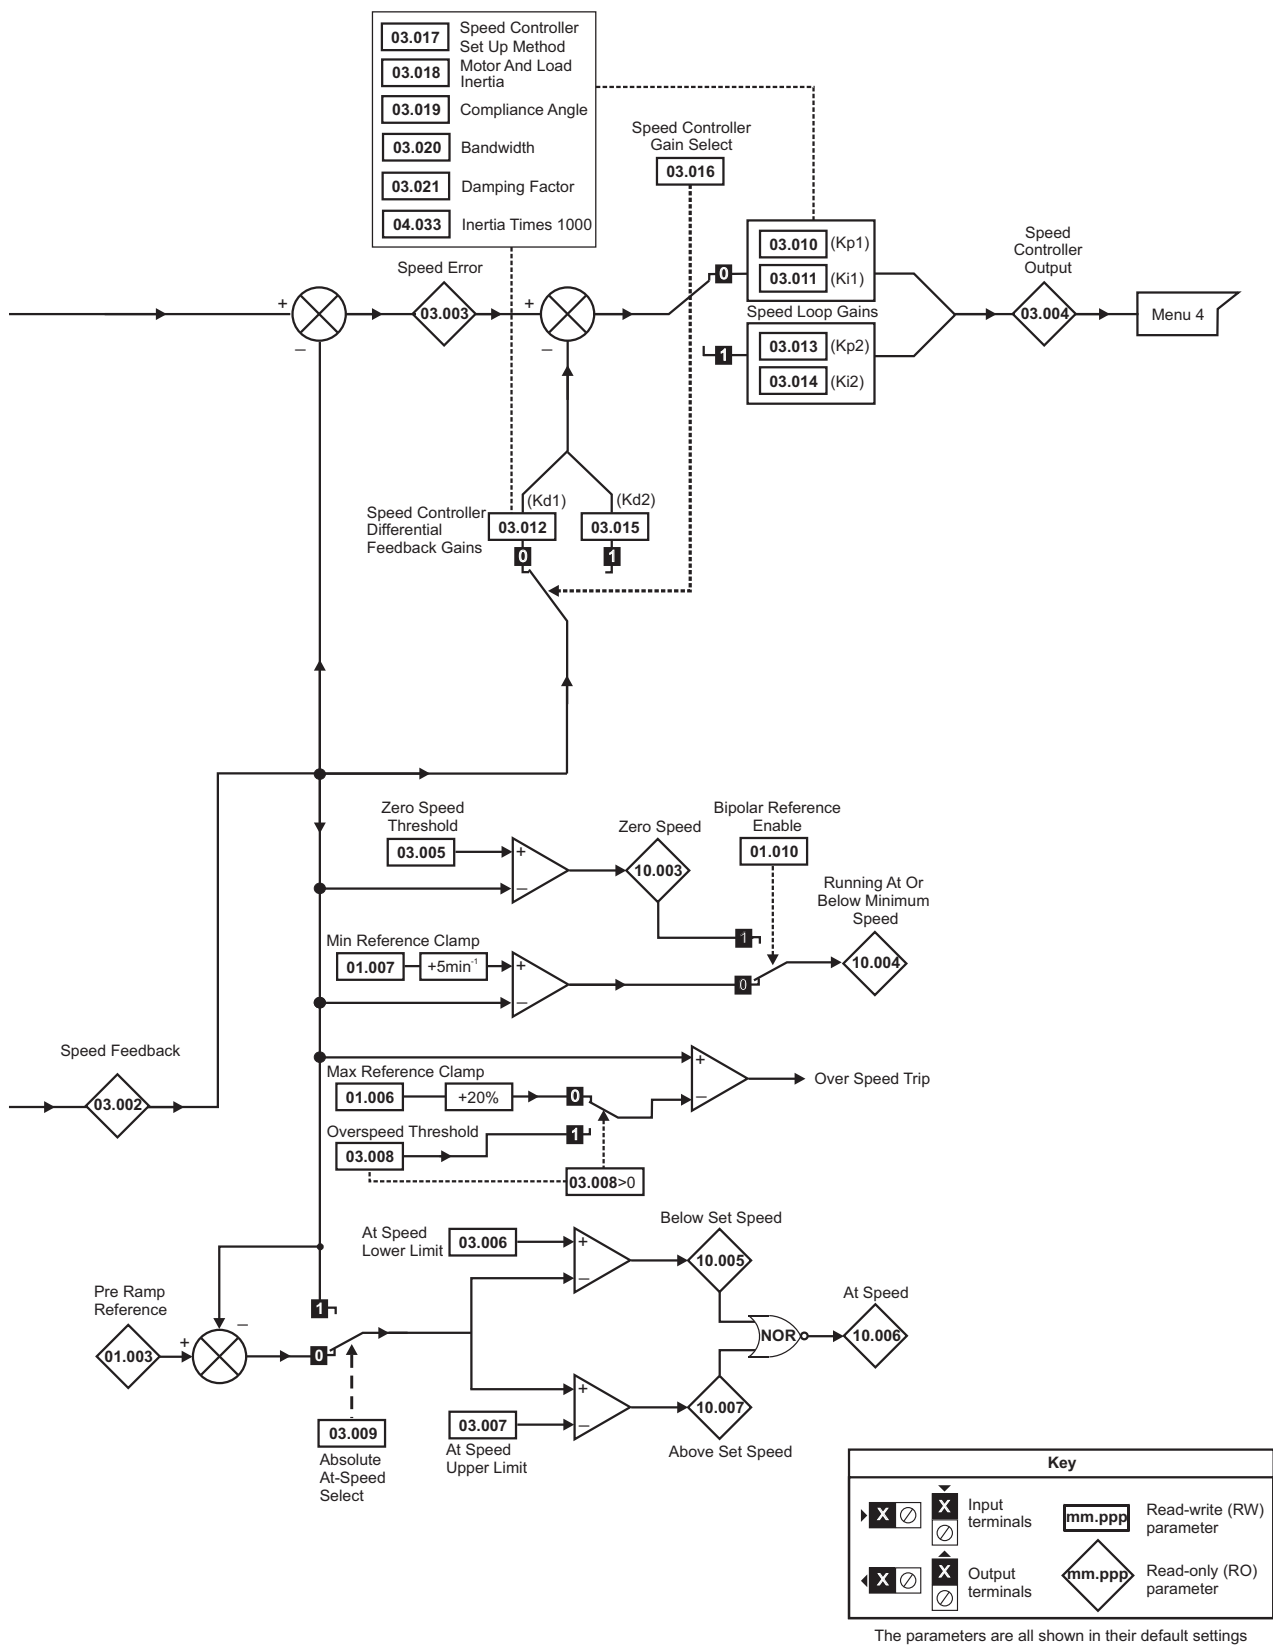 03.017 Speed Controller
Set Up Method
03.018 Motor And Load
Inertia
03.019 Compliance Angle
03.020 Bandwidth
03.021 Damping Factor
04.033 Inertia Times 1000
Speed Controller
Gain Select
03.016
03.010 (Kp1)
03.011 (Ki1)
0
Speed Loop Gains
03.013 (Kp2)
03.014 (Ki2)
1
Speed
Controller
Output
03.004
Menu 4
Speed Error
03.003
+
–
+
–
(Kd1)
(Kd2)
Speed Controller
Differential
Feedback Gains
03.012
03.015
0
1
Zero Speed
Threshold
03.005
+
–
Zero Speed
10.003
Bipolar Reference
Enable
01.010
Running At Or
Below Minimum
Speed
10.004
1
0
Min Reference Clamp
01.007
+5min-1
+
–
Speed Feedback
03.002
Max Reference Clamp
01.006
+20%
0
+
–
Over Speed Trip
Overspeed Threshold
03.008
1
03.008>0
At Speed
Lower Limit
03.006
+
–
Below Set Speed
10.005
Pre Ramp
Reference
01.003
+
–
1
0
NOR
At Speed
10.006
03.009
Absolute
At-Speed
Select
03.007
At Speed
Upper Limit
+
–
10.007
Above Set Speed
Key
X
X
Input
terminals
mm.ppp
Read-write (RW)
parameter
X
X
Output
terminals
mm.ppp
Read-only (RO)
parameter
The parameters are all shown in their default settings